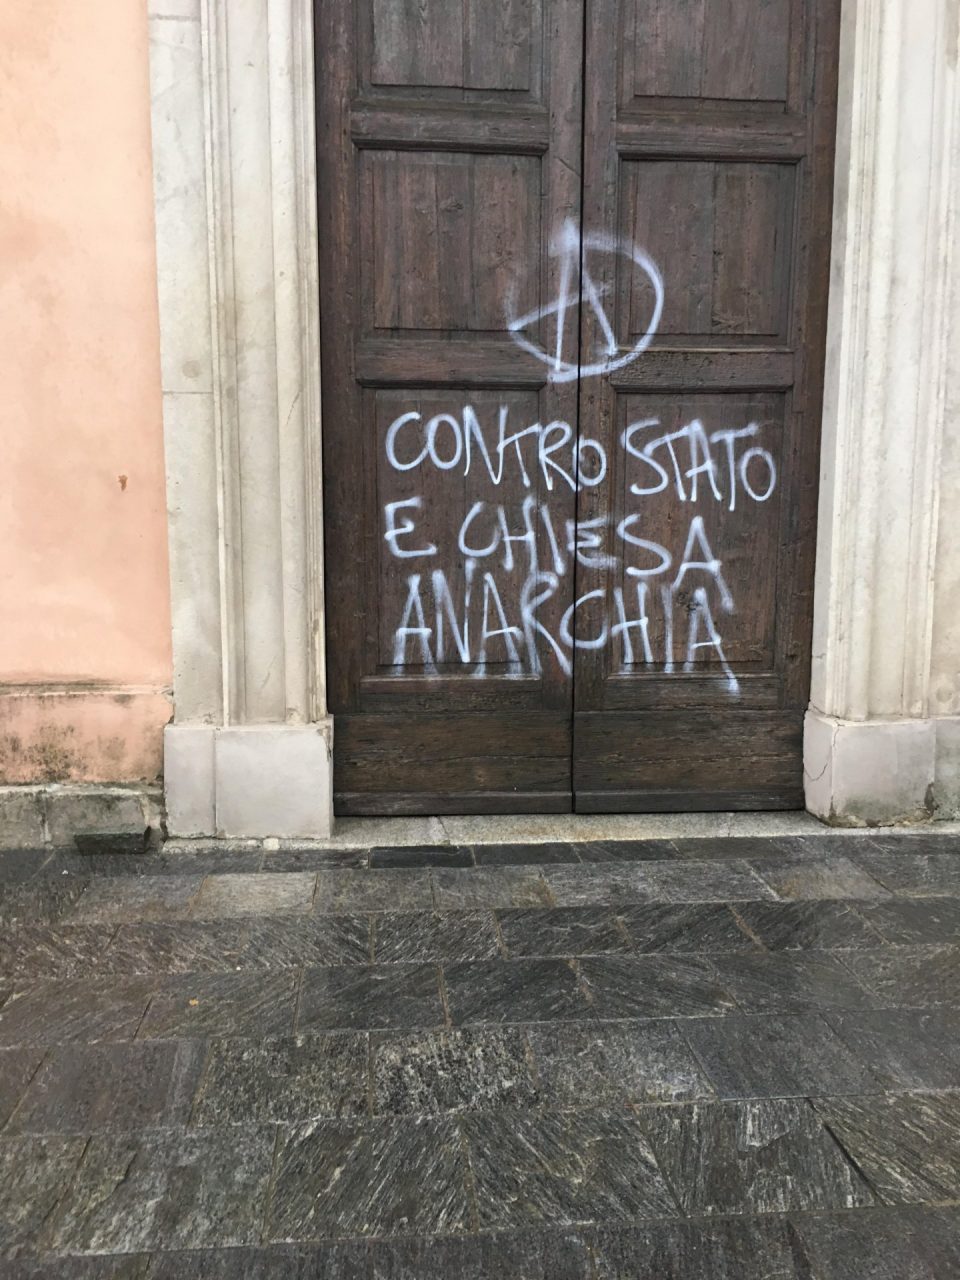 A
CONTRO STATO
E CHIESA
ANARCHIA